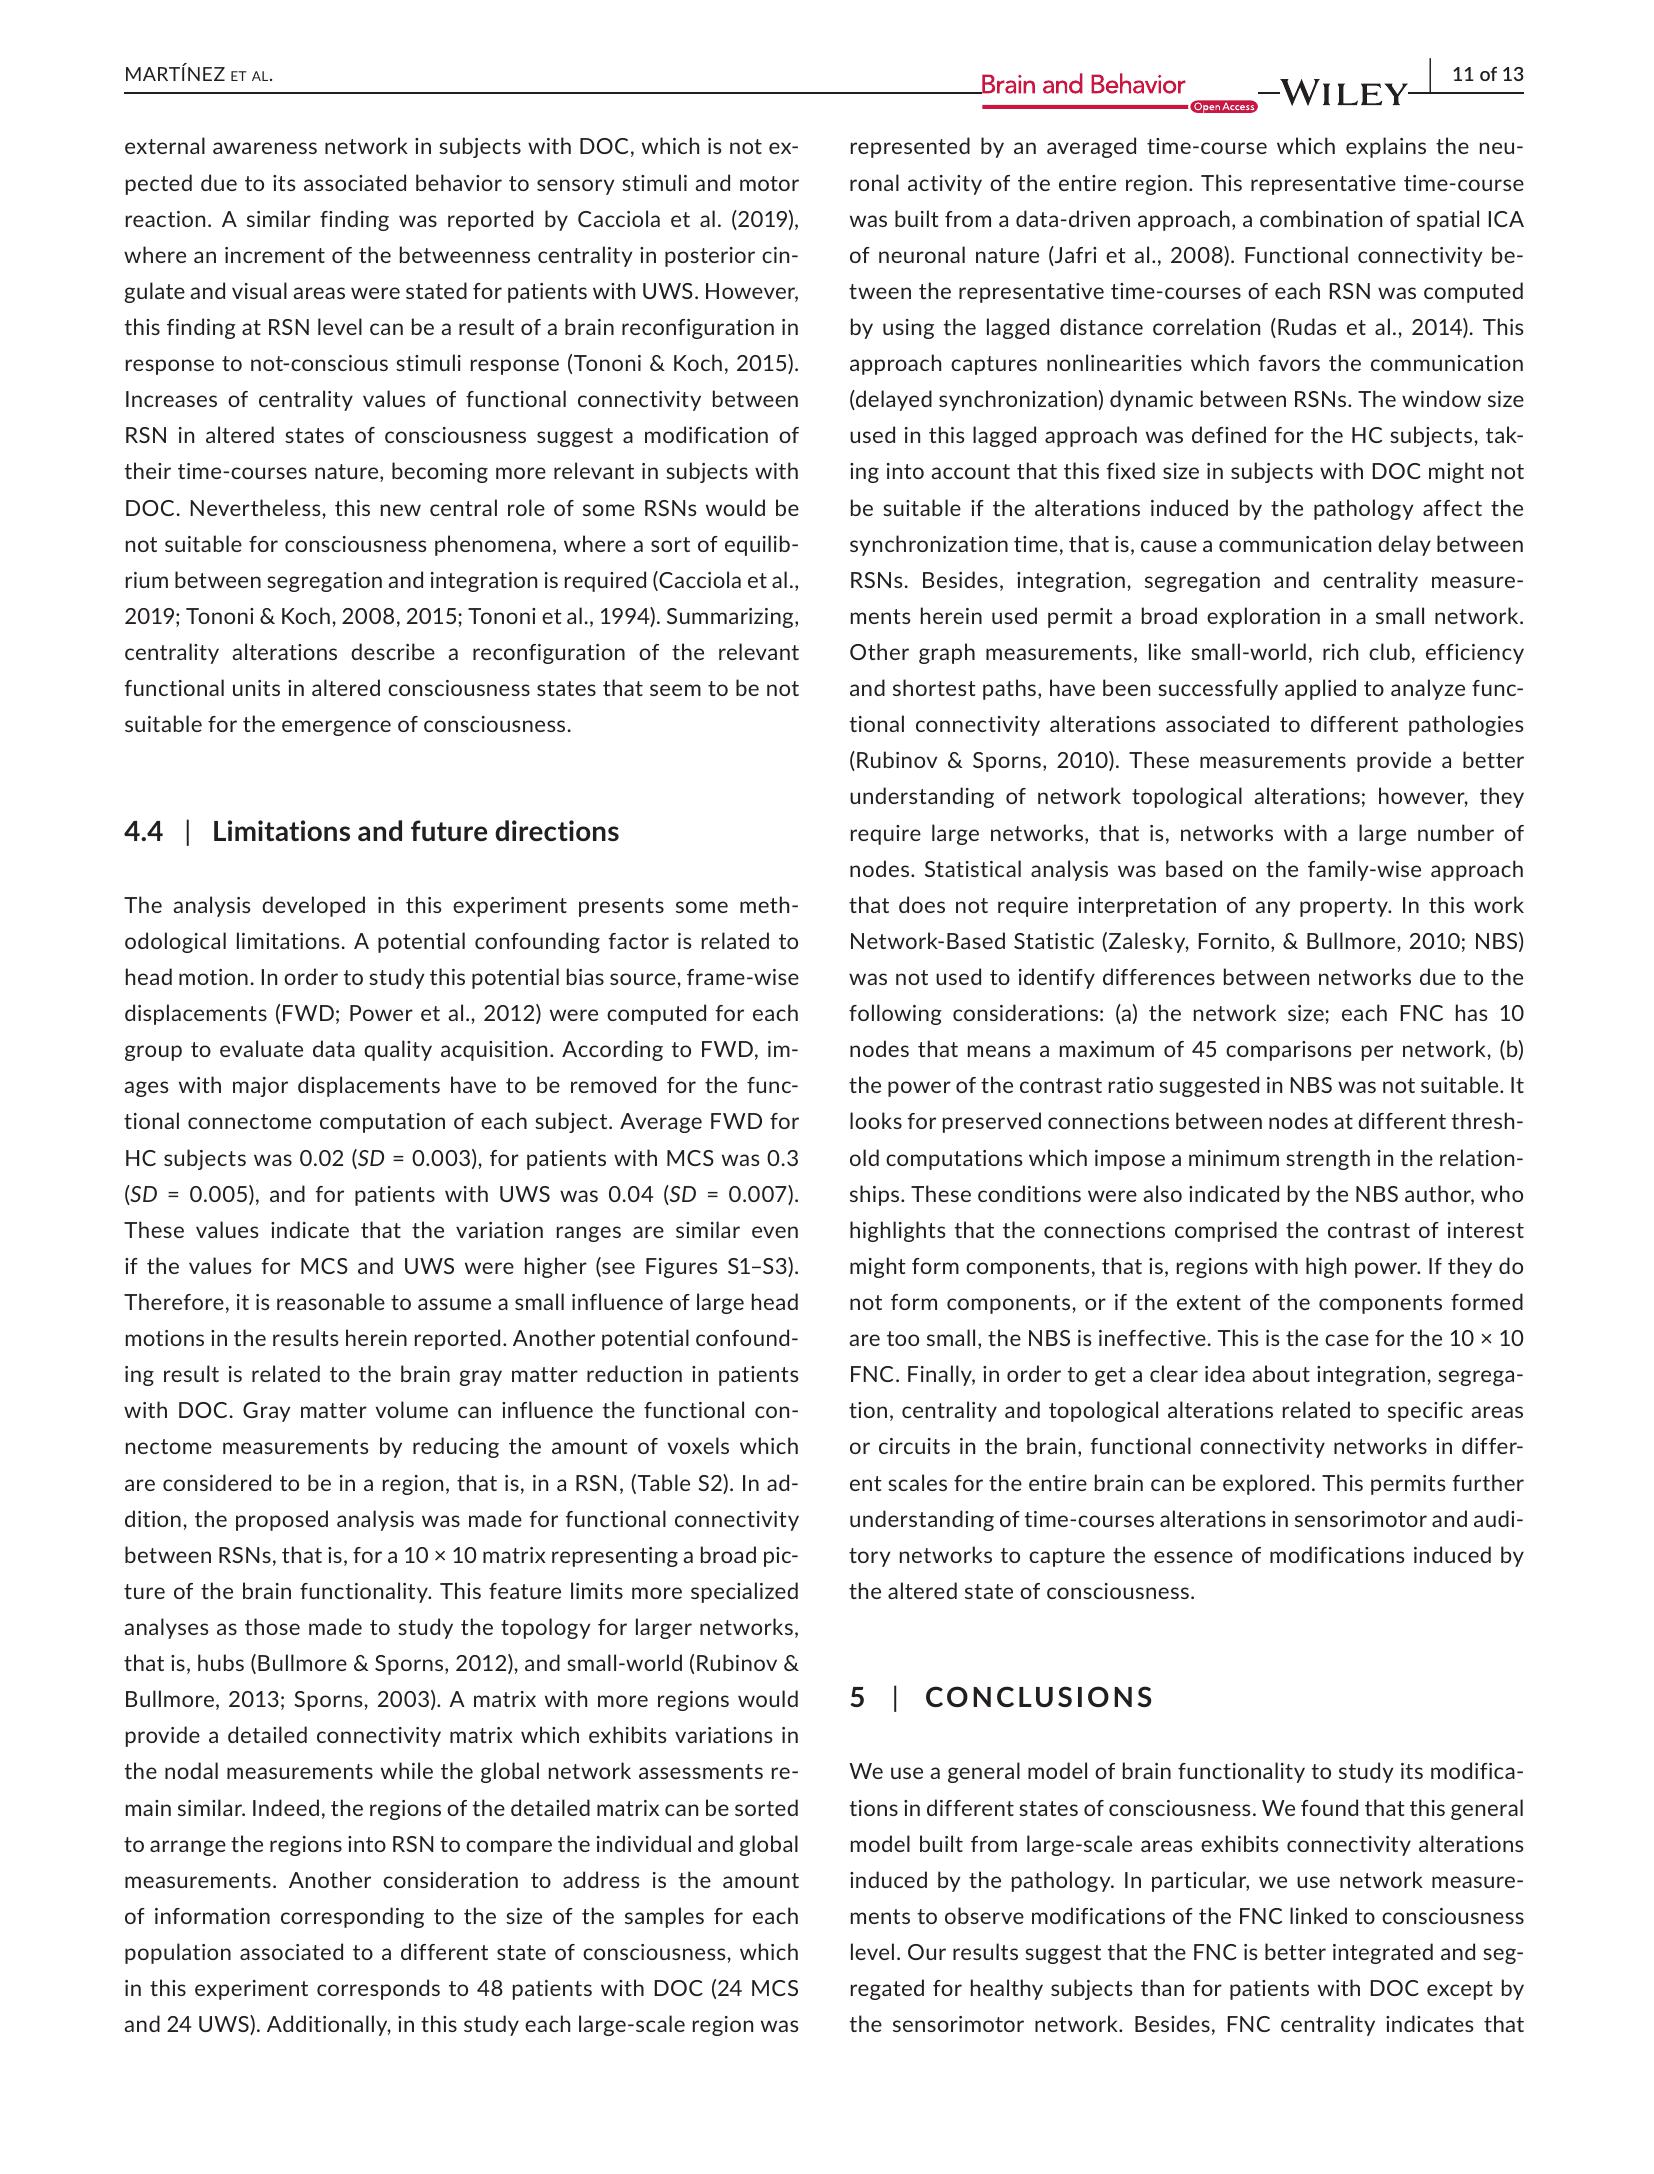 MARTÍNEZ ET AL.
Brain and Behavior
Open Access
WILEY
11 of 13
external awareness network in subjects with DOC, which is not ex-
pected due to its associated behavior to sensory stimuli and motor
reaction. A similar finding was reported by Cacciola et al. (2019),
where an increment of the betweenness centrality in posterior cin-
gulate and visual areas were stated for patients with UWS. However,
this finding at RSN level can be a result of a brain reconfiguration in
response to not-conscious stimuli response (Tononi & Koch, 2015).
Increases of centrality values of functional connectivity between
RSN in altered states of consciousness suggest a modification of
their time-courses nature, becoming more relevant in subjects with
DOC. Nevertheless, this new central role of some RSNs would be
not suitable for consciousness phenomena, where a sort of equilib-
rium between segregation and integration is required (Cacciola et al.,
2019; Tononi & Koch, 2008, 2015; Tononi et al., 1994). Summarizing,
centrality alterations describe a reconfiguration of the relevant
functional units in altered consciousness states that seem to be not
suitable for the emergence of consciousness.
4.4 | Limitations and future directions
The analysis developed in this experiment presents some meth-
odological limitations. A potential confounding factor is related to
head motion. In order to study this potential bias source, frame-wise
displacements (FWD; Power et al., 2012) were computed for each
group to evaluate data quality acquisition. According to FWD, im-
ages with major displacements have to be removed for the func-
tional connectome computation of each subject. Average FWD for
HC subjects was 0.02 (SD = 0.003), for patients with MCS was 0.3
(SD = 0.005), and for patients with UWS was 0.04 (SD = 0.007).
These values indicate that the variation ranges are similar even
if the values for MCS and UWS were higher (see Figures S1–S3).
Therefore, it is reasonable to assume a small influence of large head
motions in the results herein reported. Another potential confound-
ing result is related to the brain gray matter reduction in patients
with DOC. Gray matter volume can influence the functional con-
nectome measurements by reducing the amount of voxels which
are considered to be in a region, that is, in a RSN, (Table S2). In ad-
dition, the proposed analysis was made for functional connectivity
between RSNs, that is, for a 10 × 10 matrix representing a broad pic-
ture of the brain functionality. This feature limits more specialized
analyses as those made to study the topology for larger networks,
that is, hubs (Bullmore & Sporns, 2012), and small-world (Rubinov &
Bullmore, 2013; Sporns, 2003). A matrix with more regions would
provide a detailed connectivity matrix which exhibits variations in
the nodal measurements while the global network assessments re-
main similar. Indeed, the regions of the detailed matrix can be sorted
to arrange the regions into RSN to compare the individual and global
measurements. Another consideration to address is the amount
of information corresponding to the size of the samples for each
population associated to a different state of consciousness, which
in this experiment corresponds to 48 patients with DOC (24 MCS
and 24 UWS). Additionally, in this study each large-scale region was
represented by an averaged time-course which explains the neu-
ronal activity of the entire region. This representative time-course
was built from a data-driven approach, a combination of spatial ICA
of neuronal nature (Jafri et al., 2008). Functional connectivity be-
tween the representative time-courses of each RSN was computed
by using the lagged distance correlation (Rudas et al., 2014). This
approach captures nonlinearities which favors the communication
(delayed synchronization) dynamic between RSNs. The window size
used in this lagged approach was defined for the HC subjects, tak-
ing into account that this fixed size in subjects with DOC might not
be suitable if the alterations induced by the pathology affect the
synchronization time, that is, cause a communication delay between
RSNs. Besides, integration, segregation and centrality measure-
ments herein used permit a broad exploration in a small network.
Other graph measurements, like small-world, rich club, efficiency
and shortest paths, have been successfully applied to analyze func-
tional connectivity alterations associated to different pathologies
(Rubinov & Sporns, 2010). These measurements provide a better
understanding of network topological alterations; however, they
require large networks, that is, networks with a large number of
nodes. Statistical analysis was based on the family-wise approach
that does not require interpretation of any property. In this work
Network-Based Statistic (Zalesky, Fornito, & Bullmore, 2010; NBS)
was not used to identify differences between networks due to the
following considerations: (a) the network size; each FNC has 10
nodes that means a maximum of 45 comparisons per network, (b)
the power of the contrast ratio suggested in NBS was not suitable. It
looks for preserved connections between nodes at different thresh-
old computations which impose a minimum strength in the relation-
ships. These conditions were also indicated by the NBS author, who
highlights that the connections comprised the contrast of interest
might form components, that is, regions with high power. If they do
not form components, or if the extent of the components formed
are too small, the NBS is ineffective. This is the case for the 10 × 10
FNC. Finally, in order to get a clear idea about integration, segrega-
tion, centrality and topological alterations related to specific areas
or circuits in the brain, functional connectivity networks in differ-
ent scales for the entire brain can be explored. This permits further
understanding of time-courses alterations in sensorimotor and audi-
tory networks to capture the essence of modifications induced by
the altered state of consciousness.
5 | CONCLUSIONS
We use a general model of brain functionality to study its modifica-
tions in different states of consciousness. We found that this general
model built from large-scale areas exhibits connectivity alterations
induced by the pathology. In particular, we use network measure-
ments to observe modifications of the FNC linked to consciousness
level. Our results suggest that the FNC is better integrated and seg-
regated for healthy subjects than for patients with DOC except by
the sensorimotor network. Besides, FNC centrality indicates that